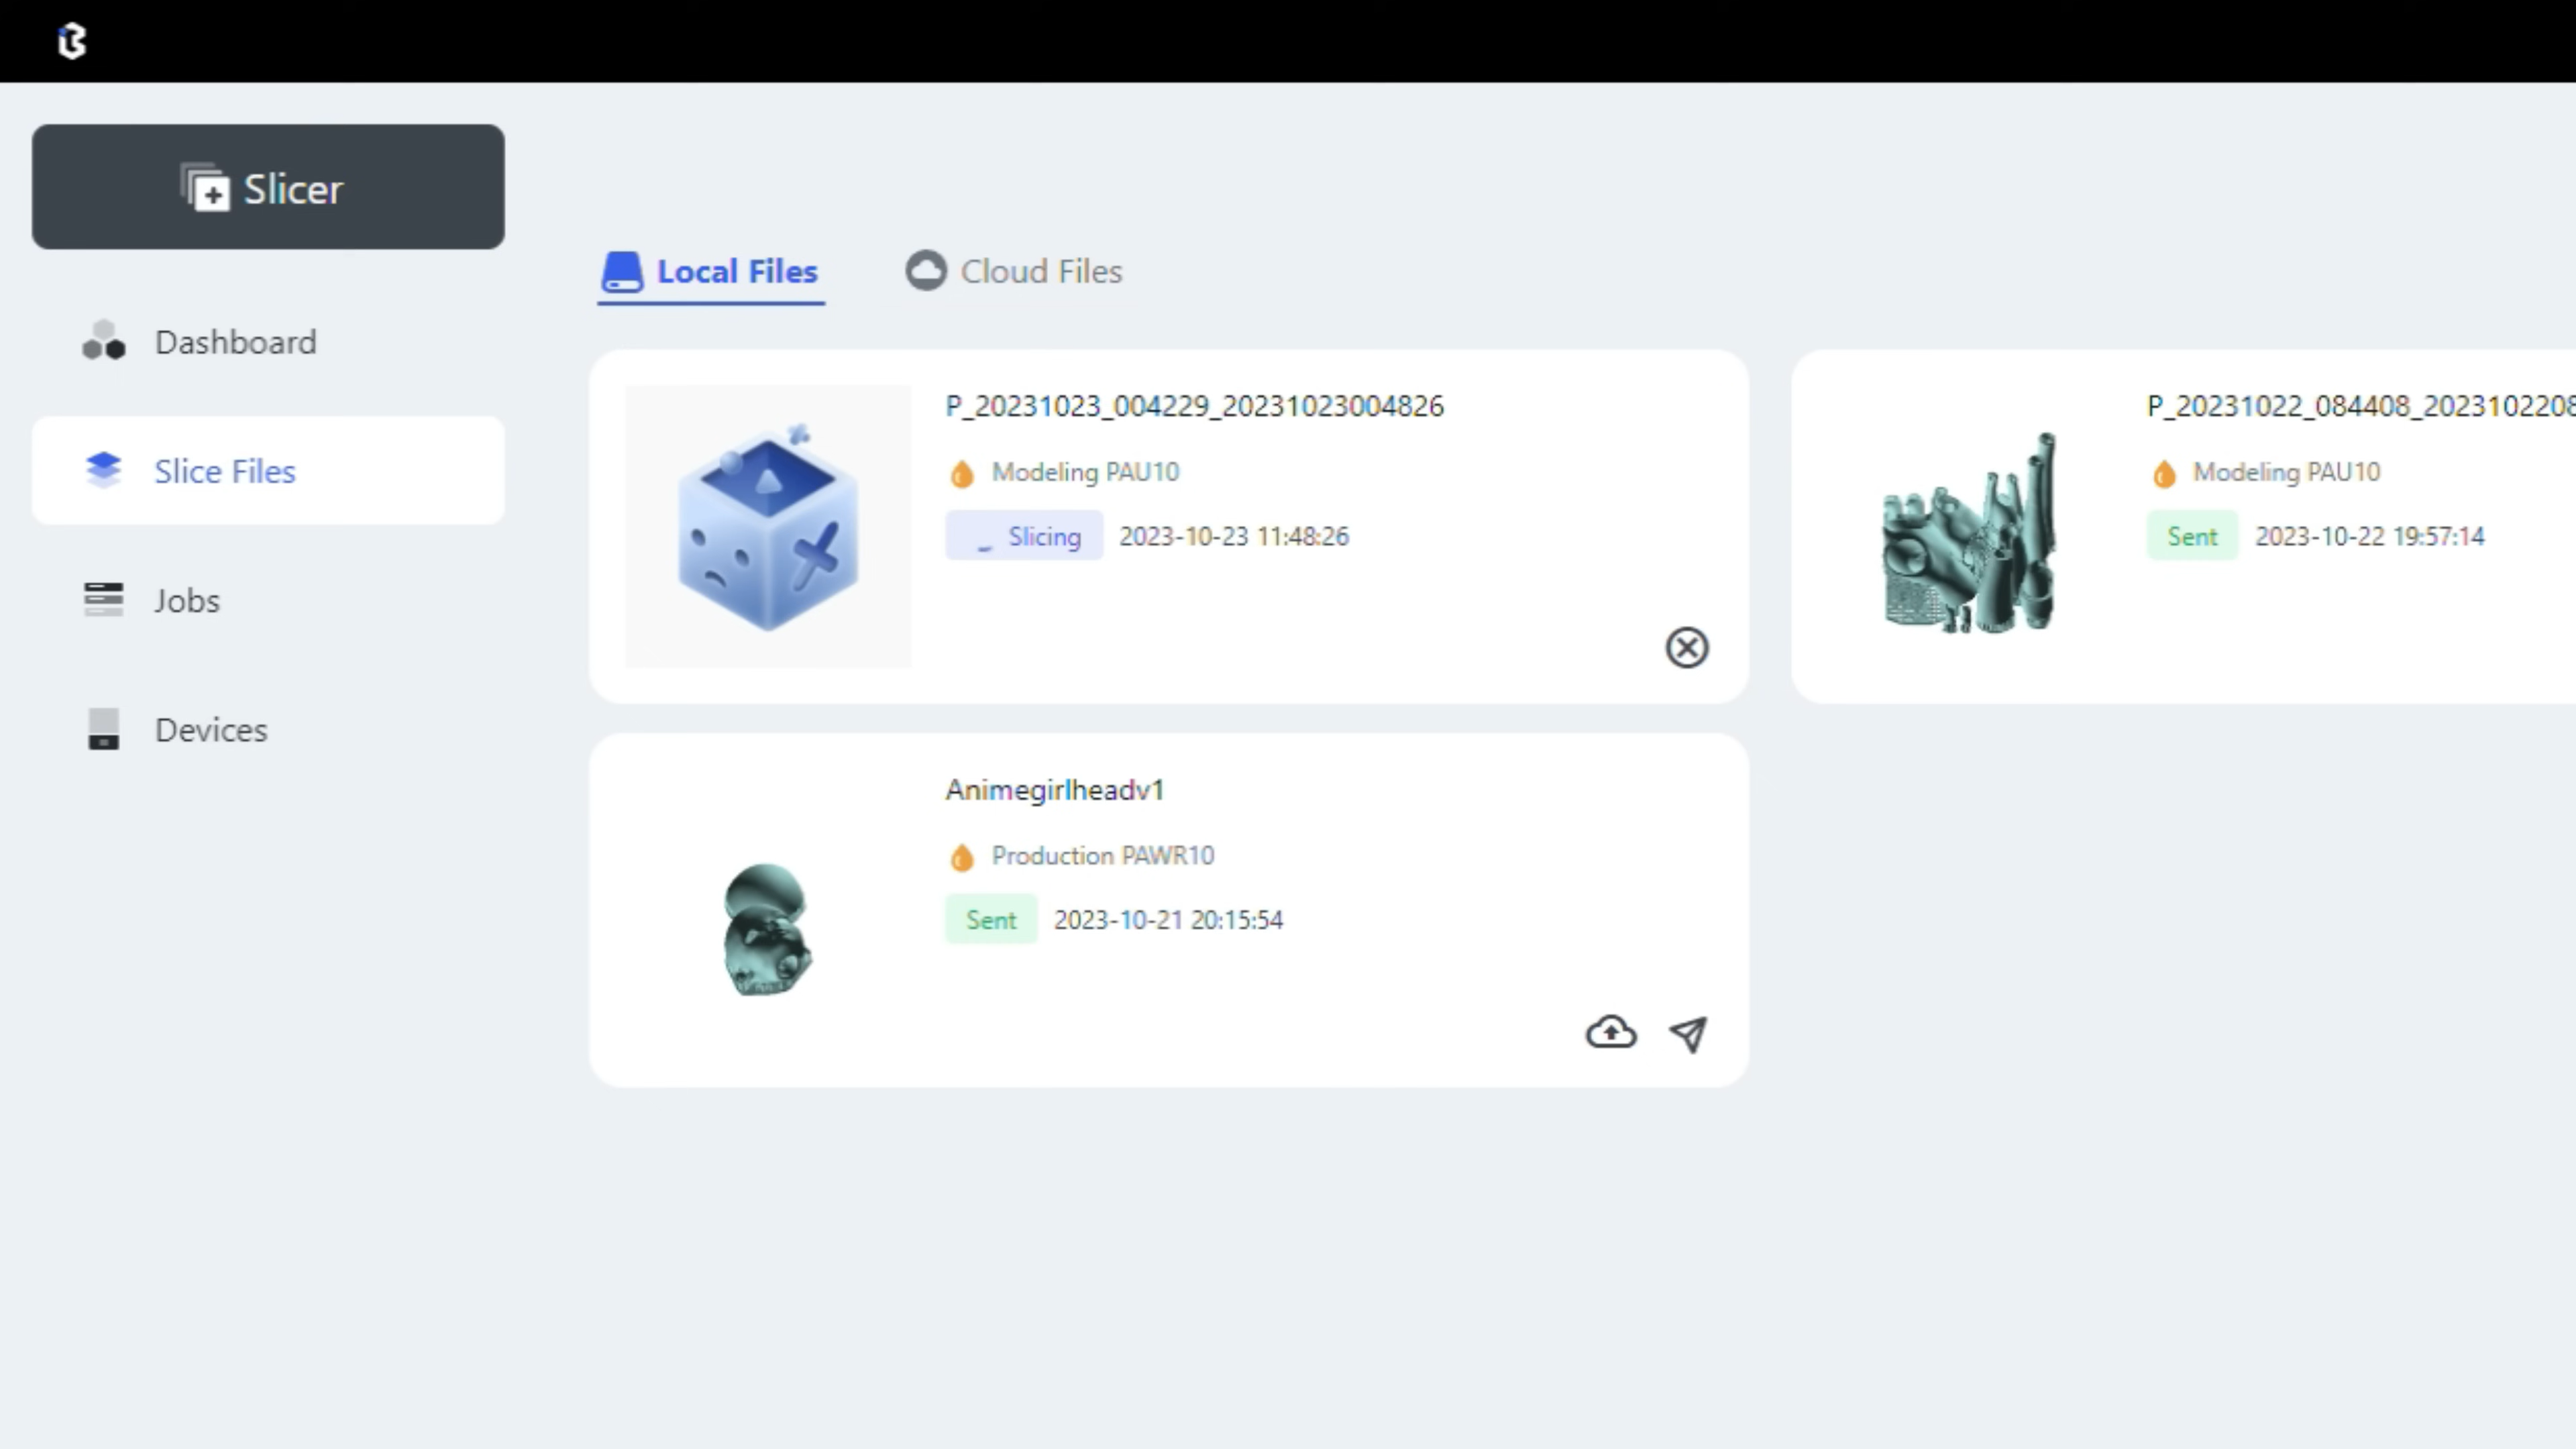 Slicer
Dashboard
Slice Files
Jobs
Devices
Local Files
Cloud Files
P_20231023_004229_20231023004826
Modeling PAU10
Slicing 2023-10-23 11:48:26
P_20231022_084408_2023102208
Modeling PAU10
Sent 2023-10-22 19:57:14
Animegirlheadv1
Production PAWR10
Sent 2023-10-21 20:15:54